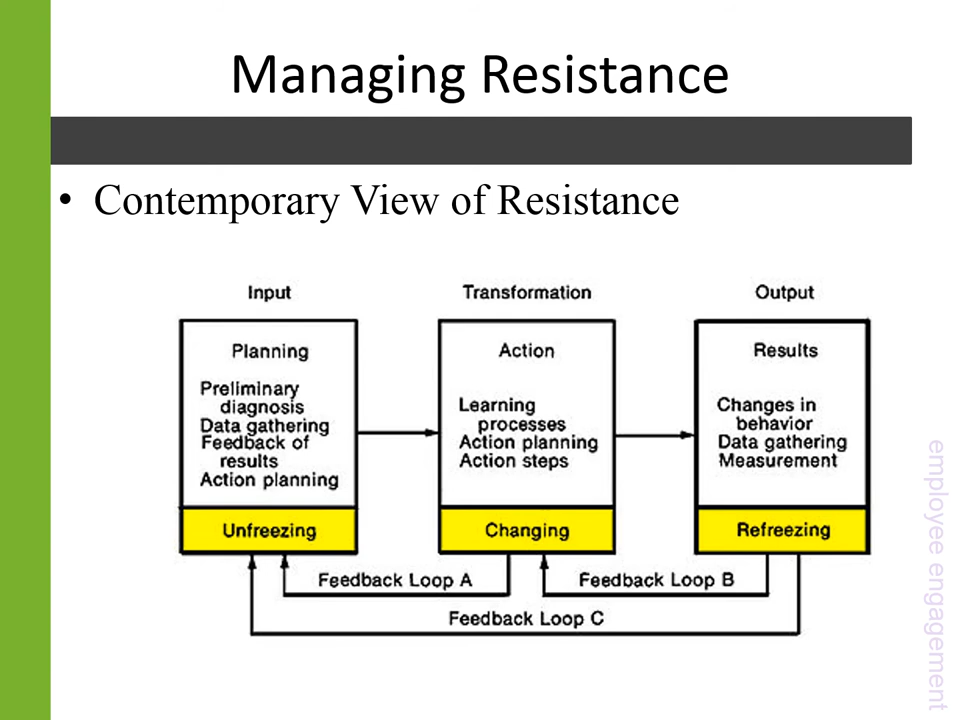 Managing Resistance
• Contemporary View of Resistance
Input
Planning
Preliminary
diagnosis
Data gathering
Feedback of
results
Action planning
Unfreezing
Transformation
Action
Learning
processes
Action planning
Action steps
Changing
Output
Results
Changes in
behavior
Data gathering
Measurement
Refreezing
Feedback Loop A
Feedback Loop B
Feedback Loop C
employee engagement